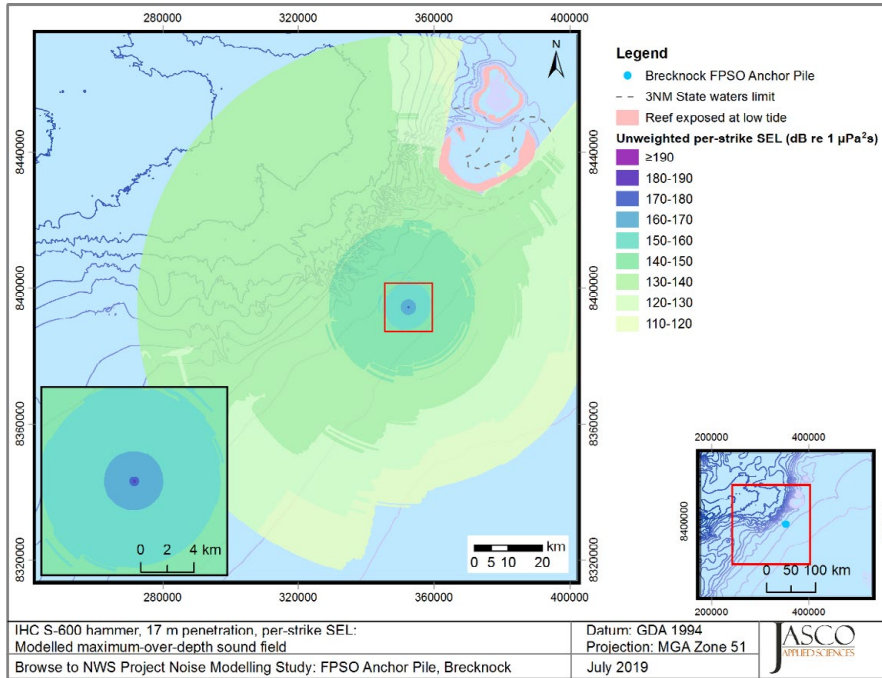 280000 320000 360000 400000
N
8440000
8400000
8360000
8320000
8440000
8400000
8360000
8320000
0 2 4 km
km
0 5 10 20
280000 320000 360000 400000
Legend
Brecknock FPSO Anchor Pile
3NM State waters limit
Reef exposed at low tide
Unweighted per-strike SEL (dB re 1 µPa²s)
≥190
180-190
170-180
160-170
150-160
140-150
130-140
120-130
110-120
200000 400000
8400000
8400000
0 50 100 km
200000 400000
IHC S-600 hammer, 17 m penetration, per-strike SEL:
Modelled maximum-over-depth sound field
Browse to NWS Project Noise Modelling Study: FPSO Anchor Pile, Brecknock
Datum: GDA 1994
Projection: MGA Zone 51
July 2019
JASCO
APPLIED SCIENCES